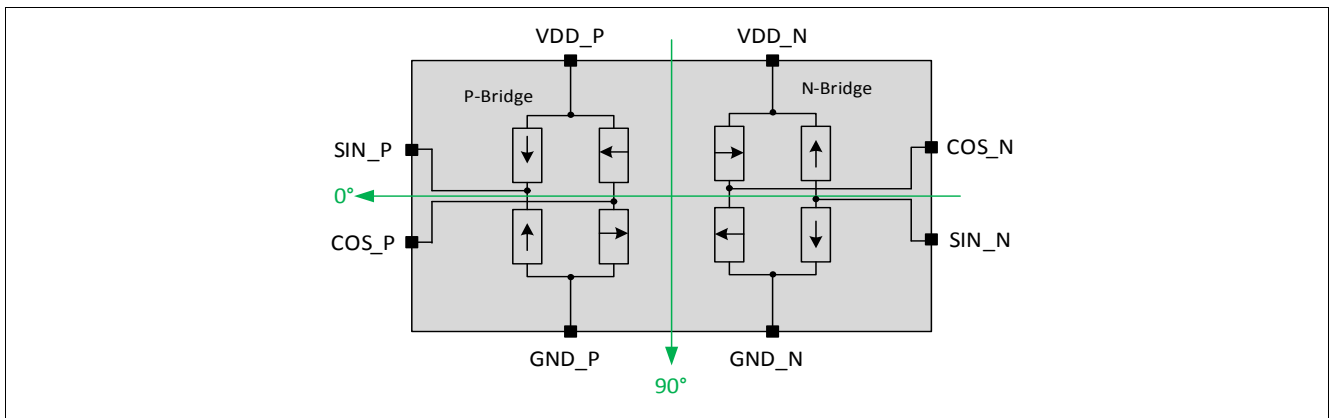 VDD_P
VDD_N
P-Bridge
N-Bridge
SIN_P
COS_N
0°
COS_P
SIN_N
GND_P
GND_N
90°